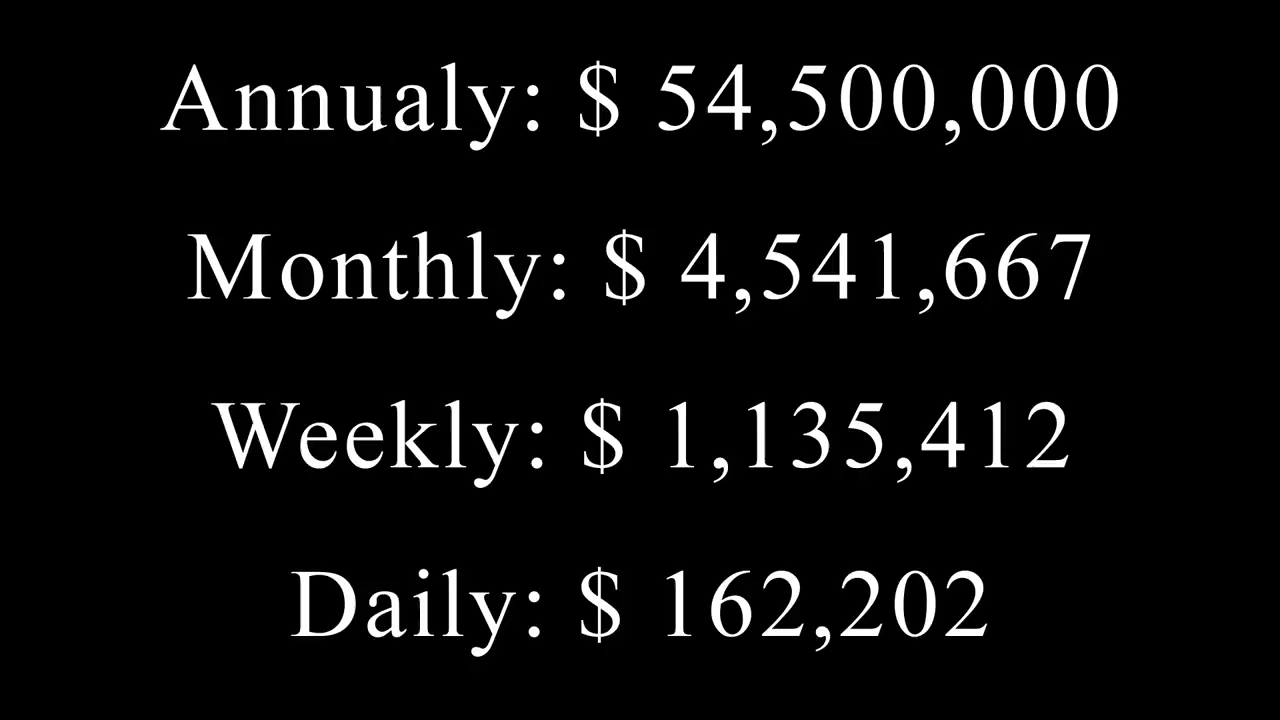 Annualy: $ 54,500,000
Monthly: $ 4,541,667
Weekly: $ 1,135,412
Daily: $ 162,202